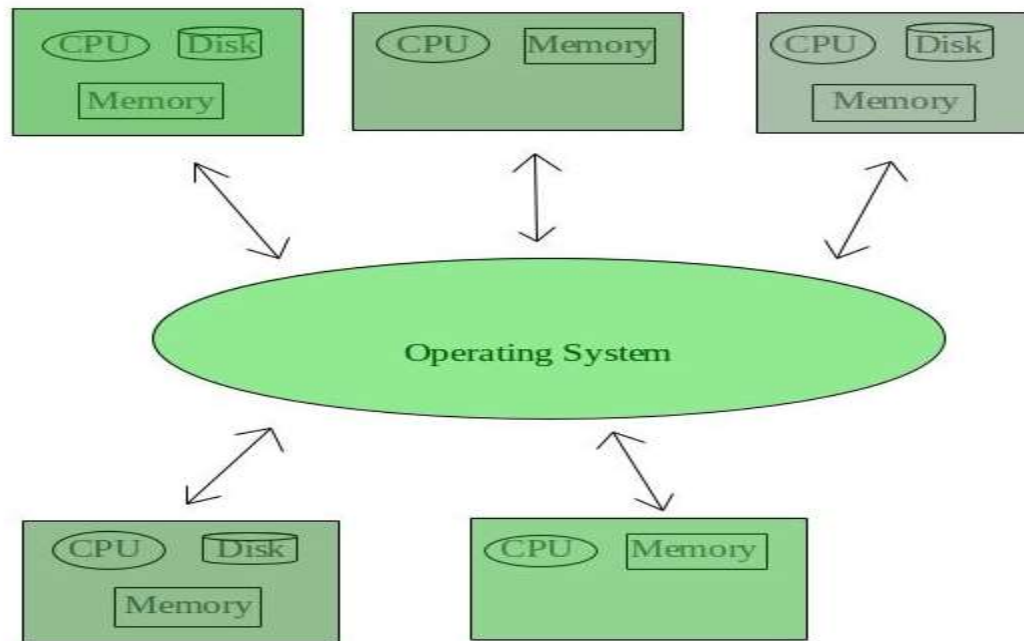 CPU Disk
Memory
CPU Memory
CPU Disk
Memory
Operating System
CPU Disk
Memory
CPU Memory